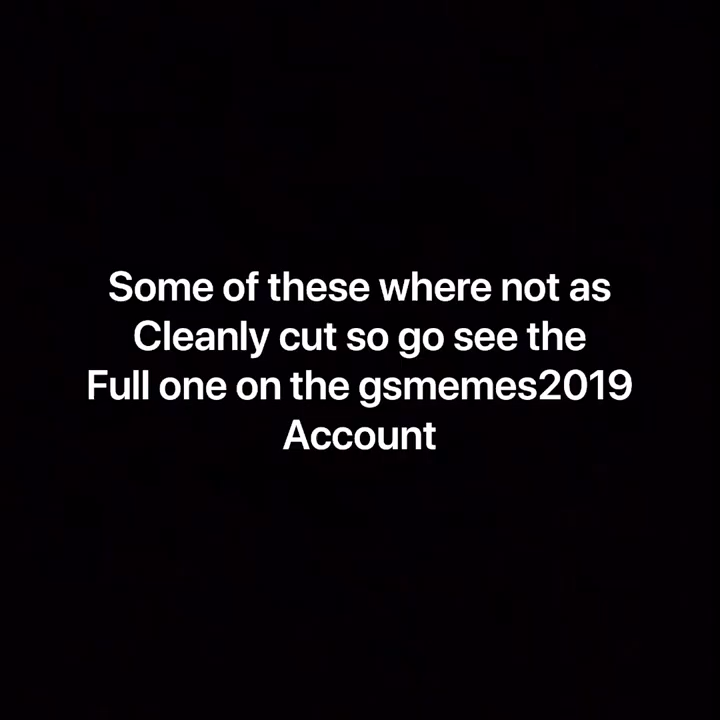 Some of these where not as
Cleanly cut so go see the
Full one on the gsmemes2019
Account